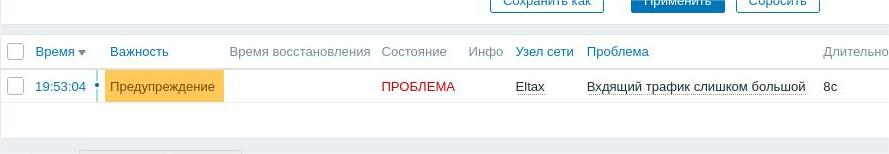 Сохранить как Применить Сбросить
Время Важность Время восстановления Состояние Инфо Узел сети Проблема Длительно
19:53:04 Предупреждение ПРОБЛЕМА Eltax Вхдящий трафик слишком большой 8с